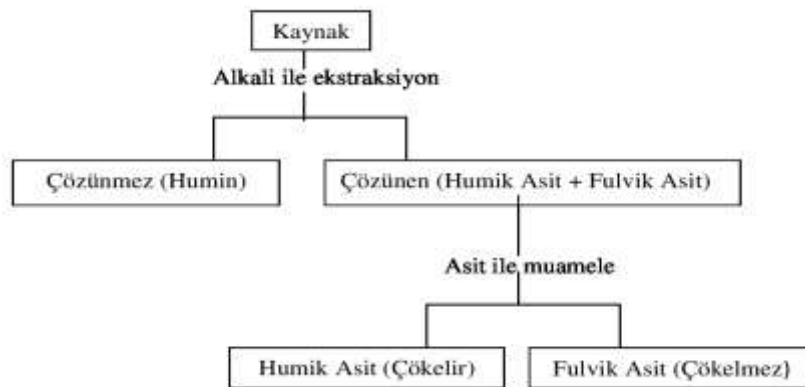 Kaynak
Alkali ile ekstraksiyon
Çözünmez (Humin)
Çözünen (Humik Asit + Fulvik Asit)
Asit ile muamele
Humik Asit (Çökelir)
Fulvik Asit (Çökelmez)